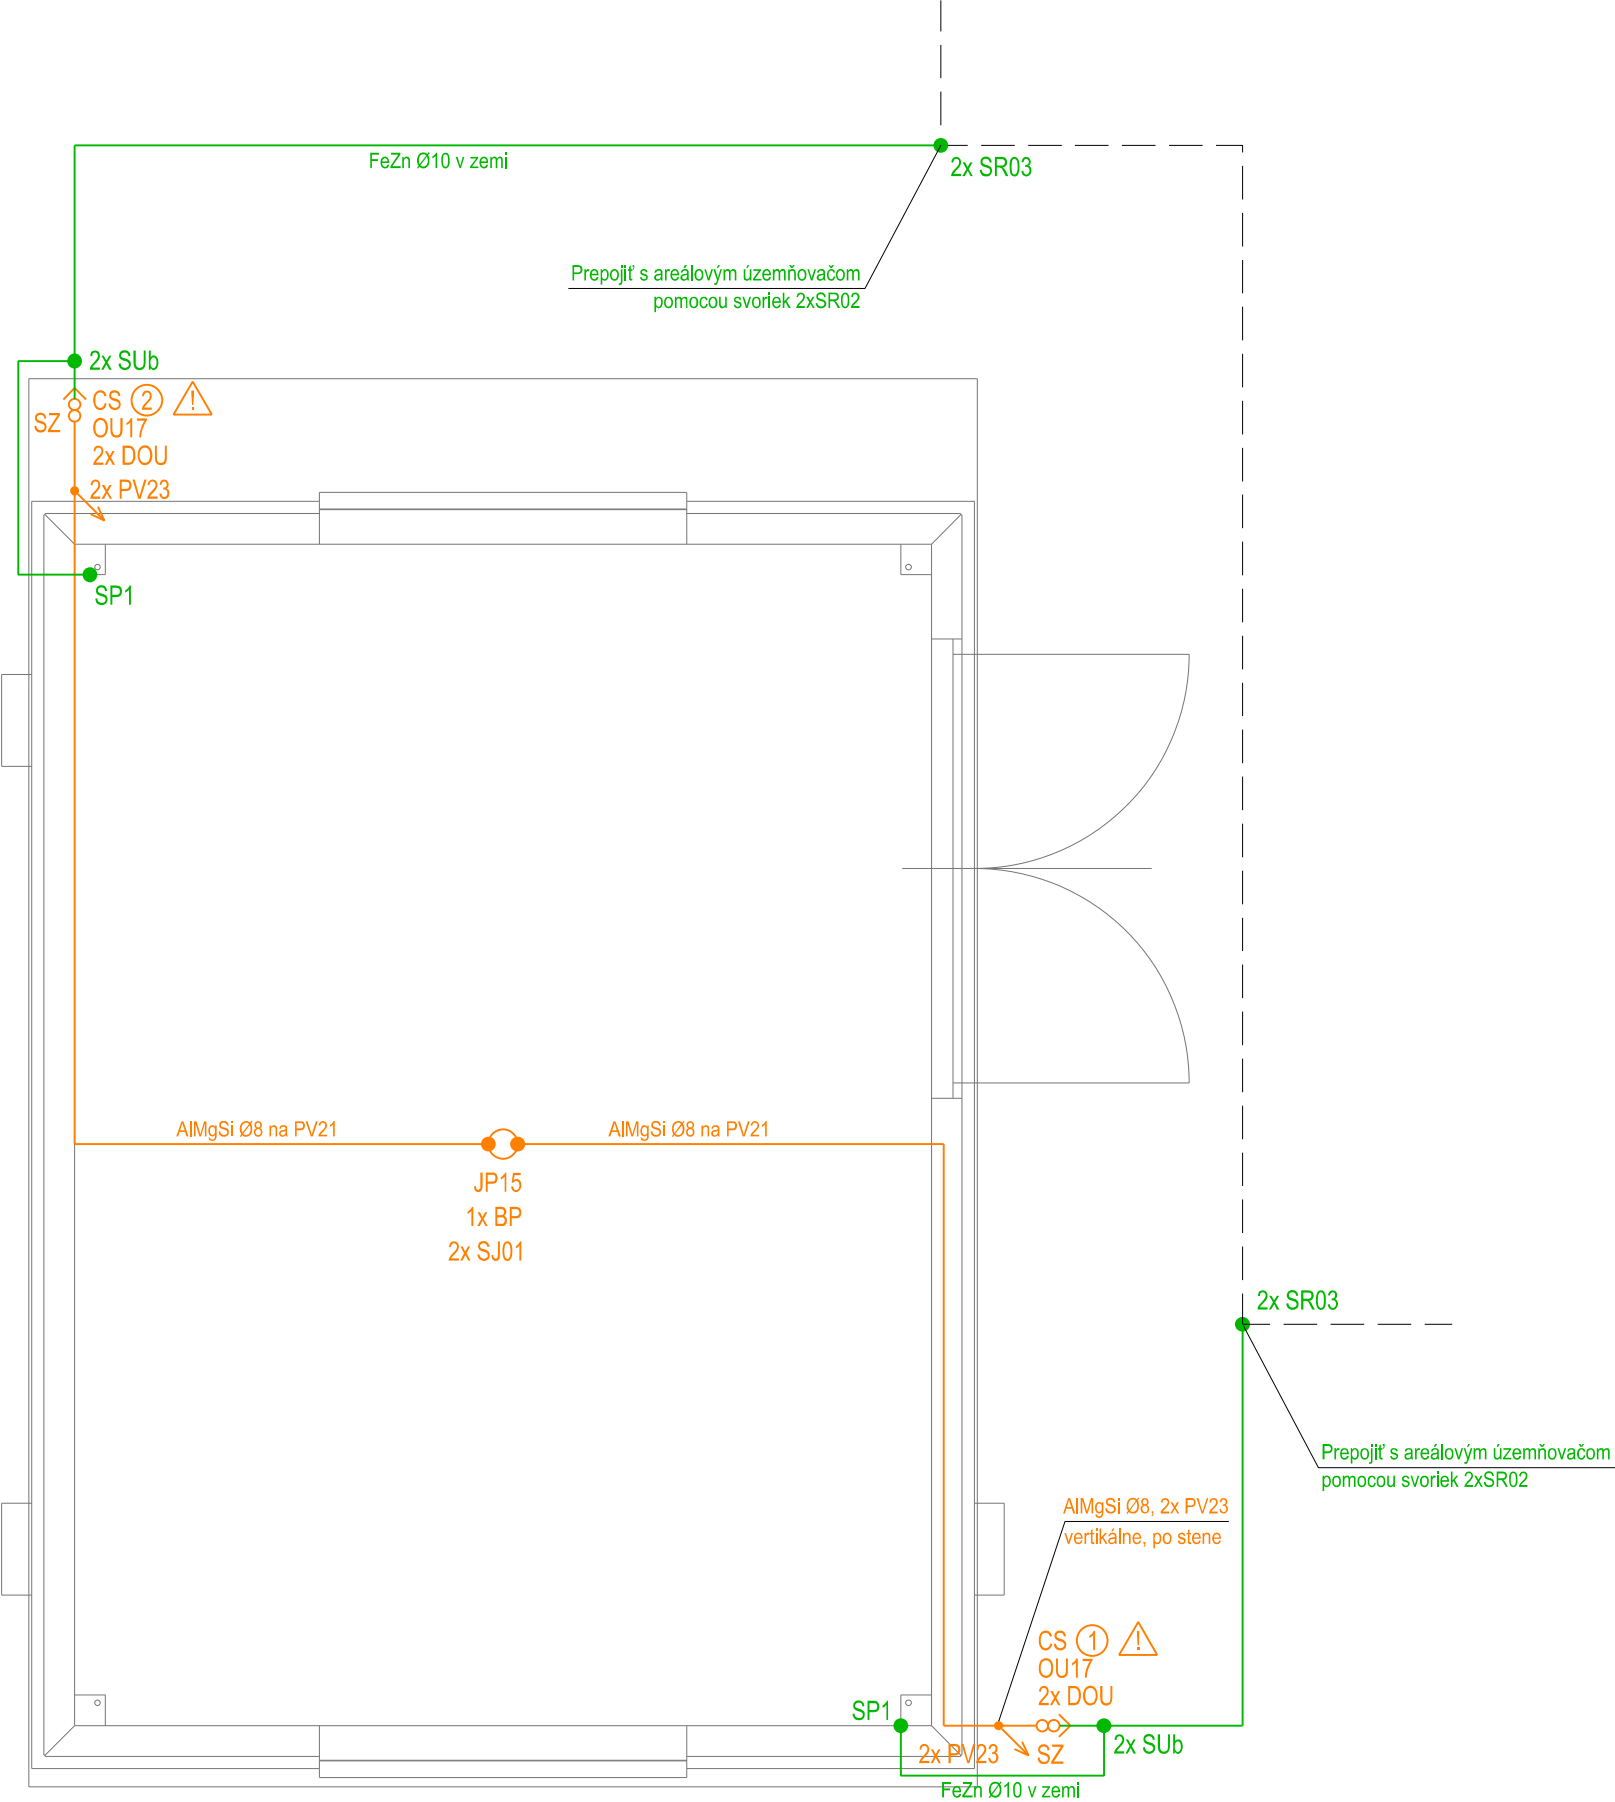 FeZn Ø10 v zemi
2x SR03
Prepojiť s areálovým územňovačom
pomocou svoriek 2xSR02
2x SUb
CS 2 !
SZ
OU17
2x DOU
2x PV23
SP1
AlMgSi Ø8 na PV21
AlMgSi Ø8 na PV21
JP15
1x BP
2x SJ01
2x SR03
Prepojiť s areálovým územňovačom
pomocou svoriek 2xSR02
AlMgSi Ø8, 2x PV23
vertikálne, po stene
CS 1 !
OU17
2x DOU
SP1
2x PV23
SZ
2x SUb
FeZn Ø10 v zemi